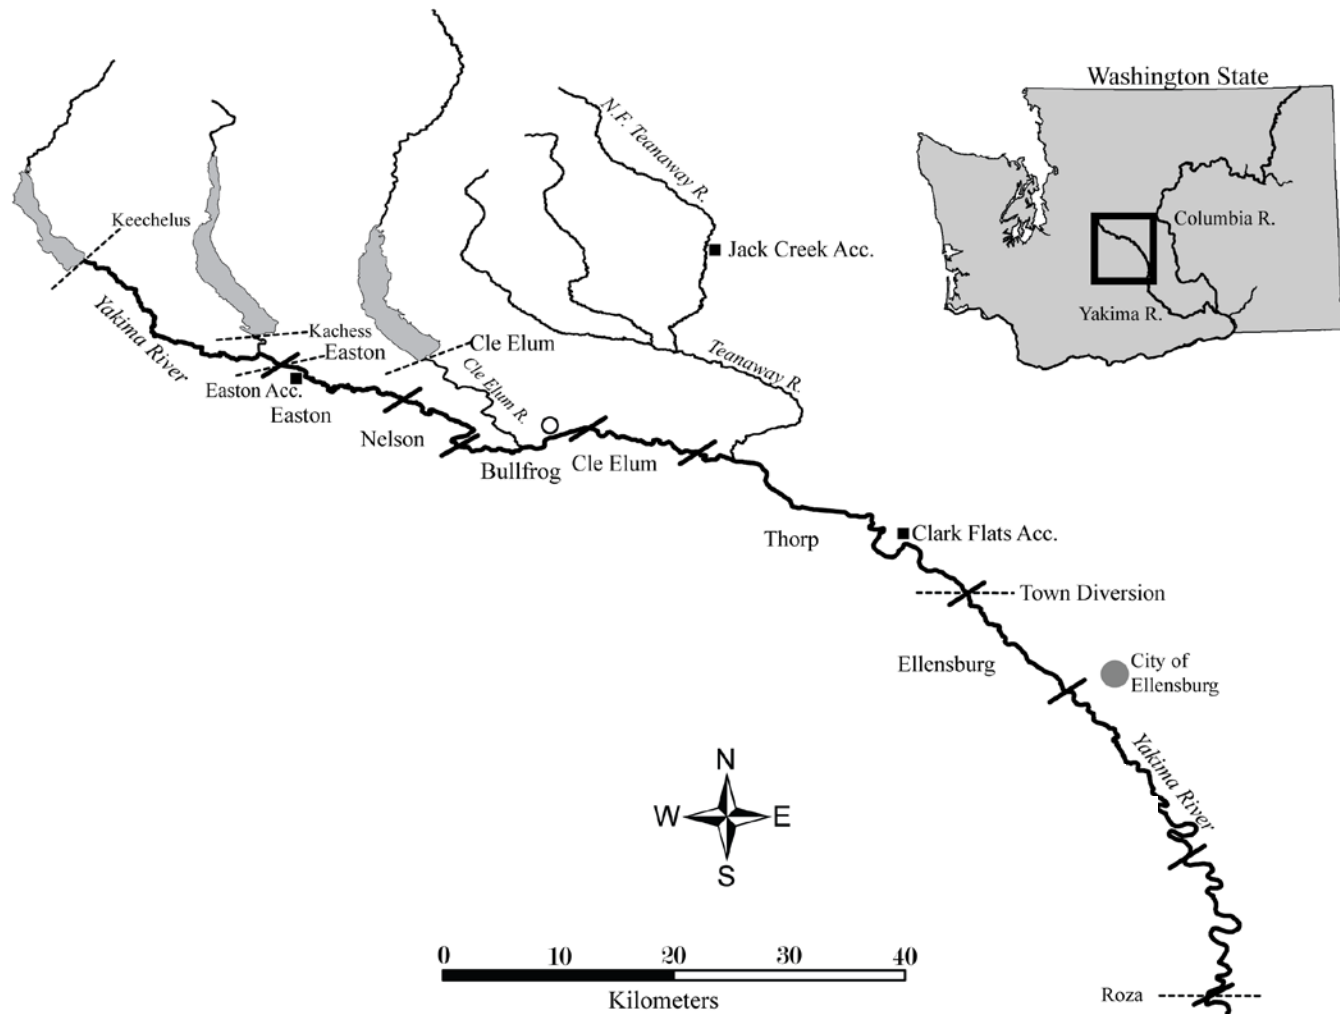 Washington State
N.F. Teanaway R.
Keechelus
Columbia R.
Jack Creek Acc.
Yakima R.
Yakima River
Kachess
Easton
Cle Elum
Teanaway R.
Cle Elum R.
Easton Acc.
Easton
Nelson
Bullfrog
Cle Elum
Thorp
Clark Flats Acc.
Town Diversion
Ellensburg
City of
Ellensburg
Yakima River
N
W
E
S
0 10 20 30 40
Kilometers
Roza